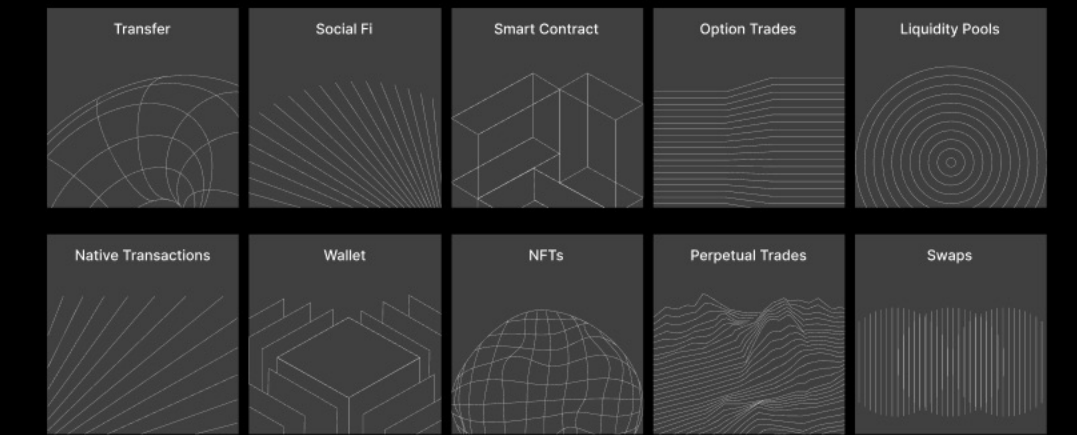 Transfer
Social Fi
Smart Contract
Option Trades
Liquidity Pools
Native Transactions
Wallet
NFTs
Perpetual Trades
Swaps